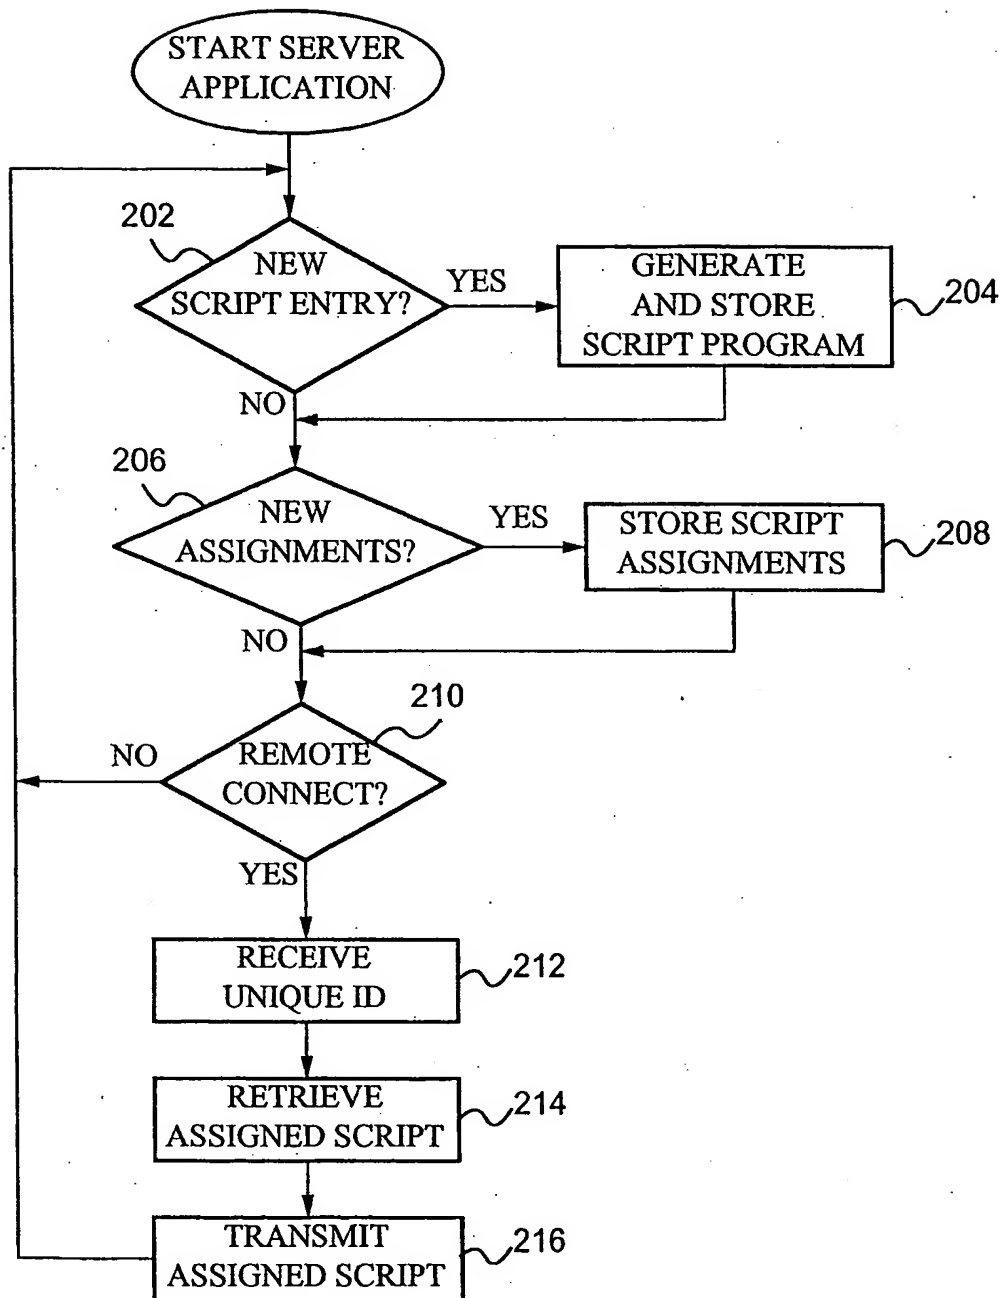 START SERVER
APPLICATION
202
NEW
SCRIPT ENTRY?
YES
GENERATE
AND STORE
SCRIPT PROGRAM
204
NO
206
NEW
ASSIGNMENTS?
YES
STORE SCRIPT
ASSIGNMENTS
208
NO
210
REMOTE
CONNECT?
NO
YES
RECEIVE
UNIQUE ID
212
RETRIEVE
ASSIGNED SCRIPT
214
TRANSMIT
ASSIGNED SCRIPT
216